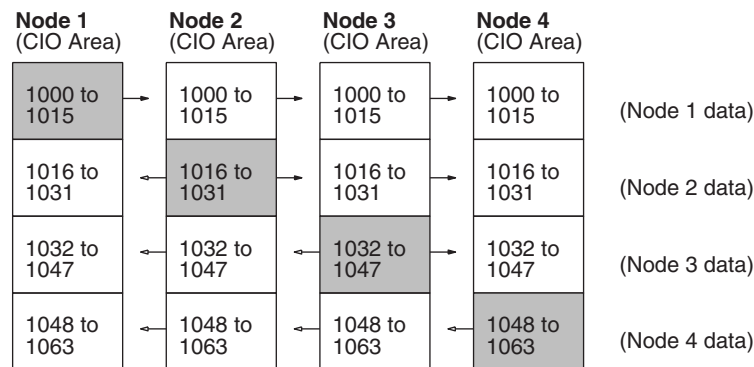 Node 1 Node 2 Node 3 Node 4
(CIO Area) (CIO Area) (CIO Area) (CIO Area)
1000 to 1000 to 1000 to 1000 to
1015 1015 1015 1015
(Node 1 data)
1016 to 1016 to 1016 to 1016 to
1031 1031 1031 1031
(Node 2 data)
1032 to 1032 to 1032 to 1032 to
1047 1047 1047 1047
(Node 3 data)
1048 to 1048 to 1048 to 1048 to
1063 1063 1063 1063
(Node 4 data)